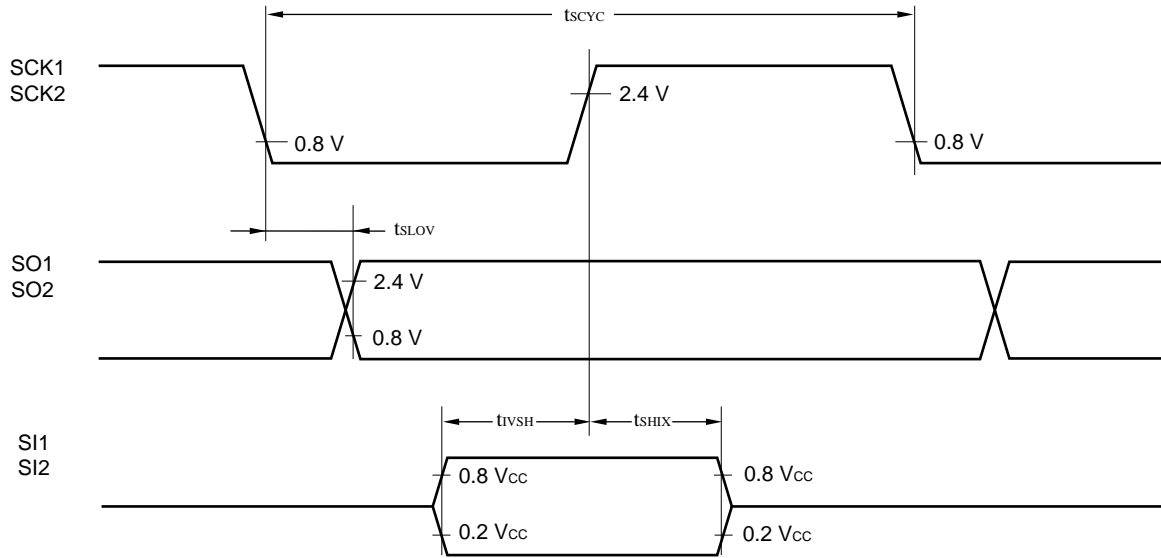 tSCYC
SCK1
SCK2
2.4 V
0.8 V
0.8 V
tSLOV
SO1
SO2
2.4 V
0.8 V
tIVSH
tSHIX
SI1
SI2
0.8 VCC
0.8 VCC
0.2 VCC
0.2 VCC